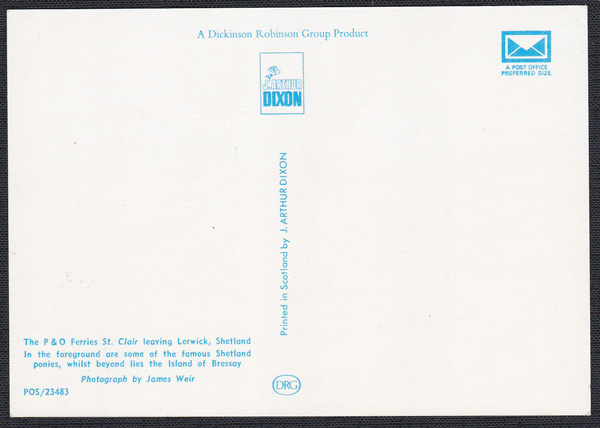 A Dickinson Robinson Group Product
J. ARTHUR
DIXON
A POST OFFICE
PREFERRED SIZE
Printed in Scotland by J. ARTHUR DIXON
The P & O Ferries St. Clair leaving Lerwick, Shetland
In the foreground are some of the famous Shetland
ponies, whilst beyond lies the Island of Bressay
Photograph by James Weir
POS/23483
DRG